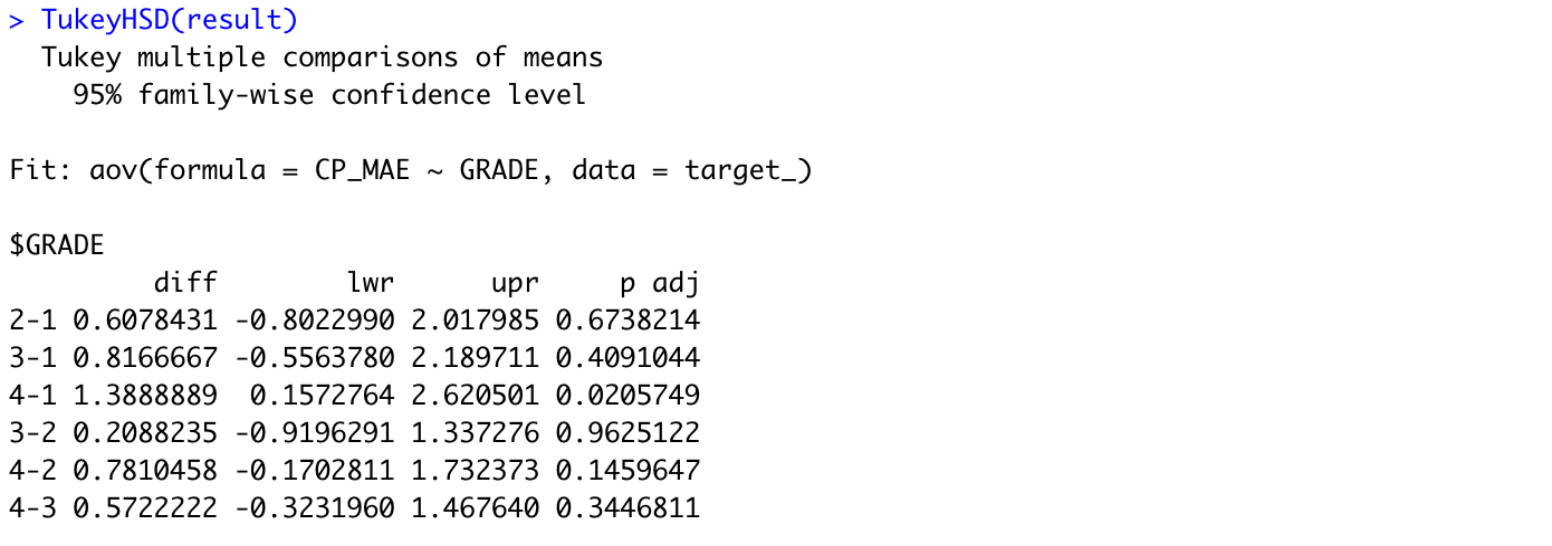 > TukeyHSD(result)
  Tukey multiple comparisons of means
    95% family-wise confidence level

Fit: aov(formula = CP_MAE ~ GRADE, data = target_)

$GRADE
         diff        lwr      upr     p adj
2-1 0.6078431 -0.8022990 2.017985 0.6738214
3-1 0.8166667 -0.5563780 2.189711 0.4091044
4-1 1.3888889  0.1572764 2.620501 0.0205749
3-2 0.2088235 -0.9196291 1.337276 0.9625122
4-2 0.7810458 -0.1702811 1.732373 0.1459647
4-3 0.5722222 -0.3231960 1.467640 0.3446811